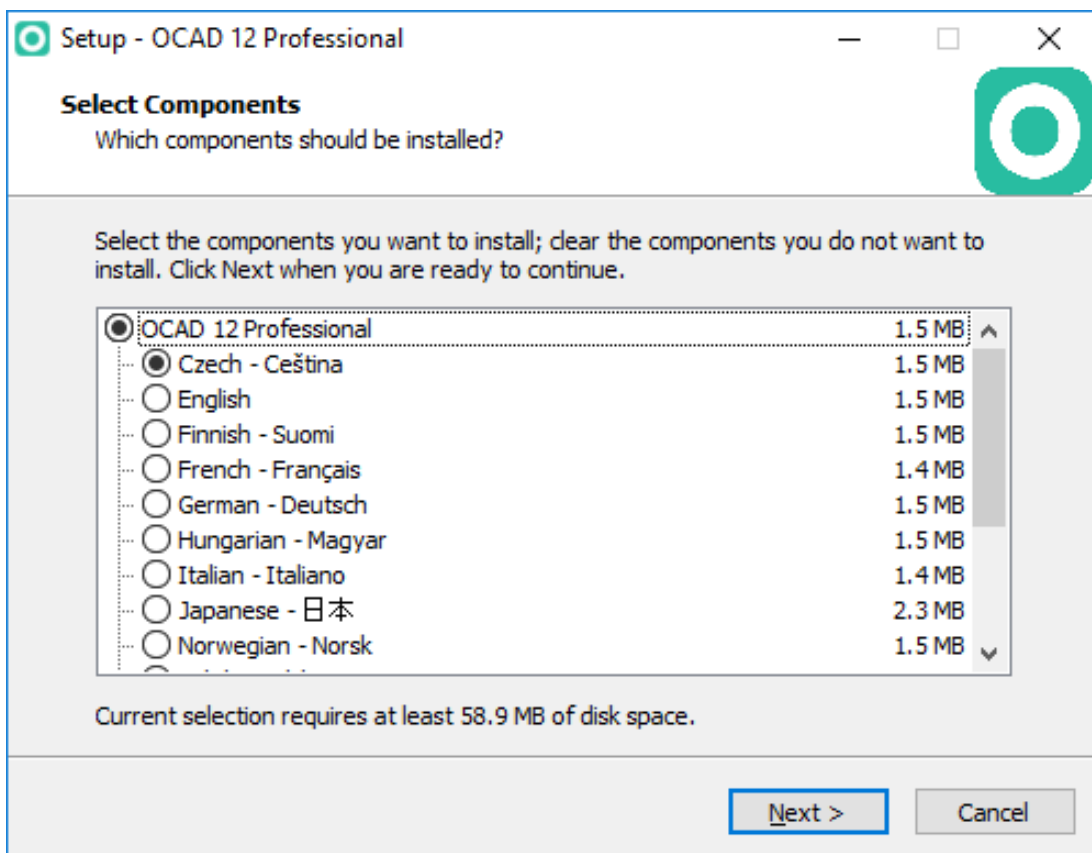 Setup - OCAD 12 Professional
Select Components
Which components should be installed?
Select the components you want to install; clear the components you do not want to
install. Click Next when you are ready to continue.
OCAD 12 Professional 1.5 MB
Czech - Ceština 1.5 MB
English 1.5 MB
Finnish - Suomi 1.5 MB
French - Français 1.4 MB
German - Deutsch 1.5 MB
Hungarian - Magyar 1.5 MB
Italian - Italiano 1.4 MB
Japanese - 日本 2.3 MB
Norwegian - Norsk 1.5 MB
Current selection requires at least 58.9 MB of disk space.
Next > Cancel